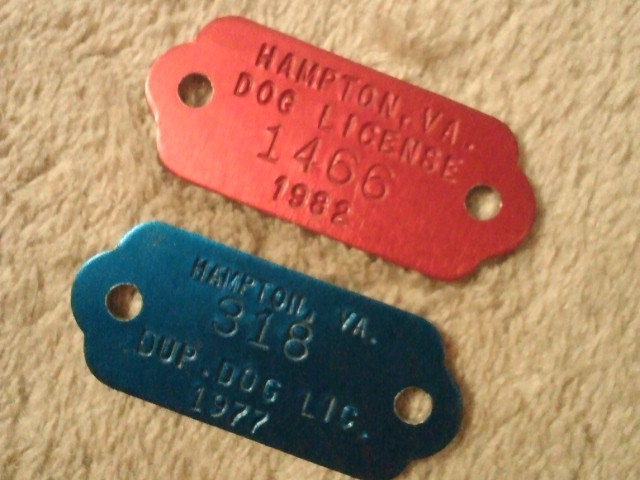 HAMPTON, VA.
DOG LICENSE
1466
1982
HAMPTON, VA.
318
DUP. DOG LIC.
1977